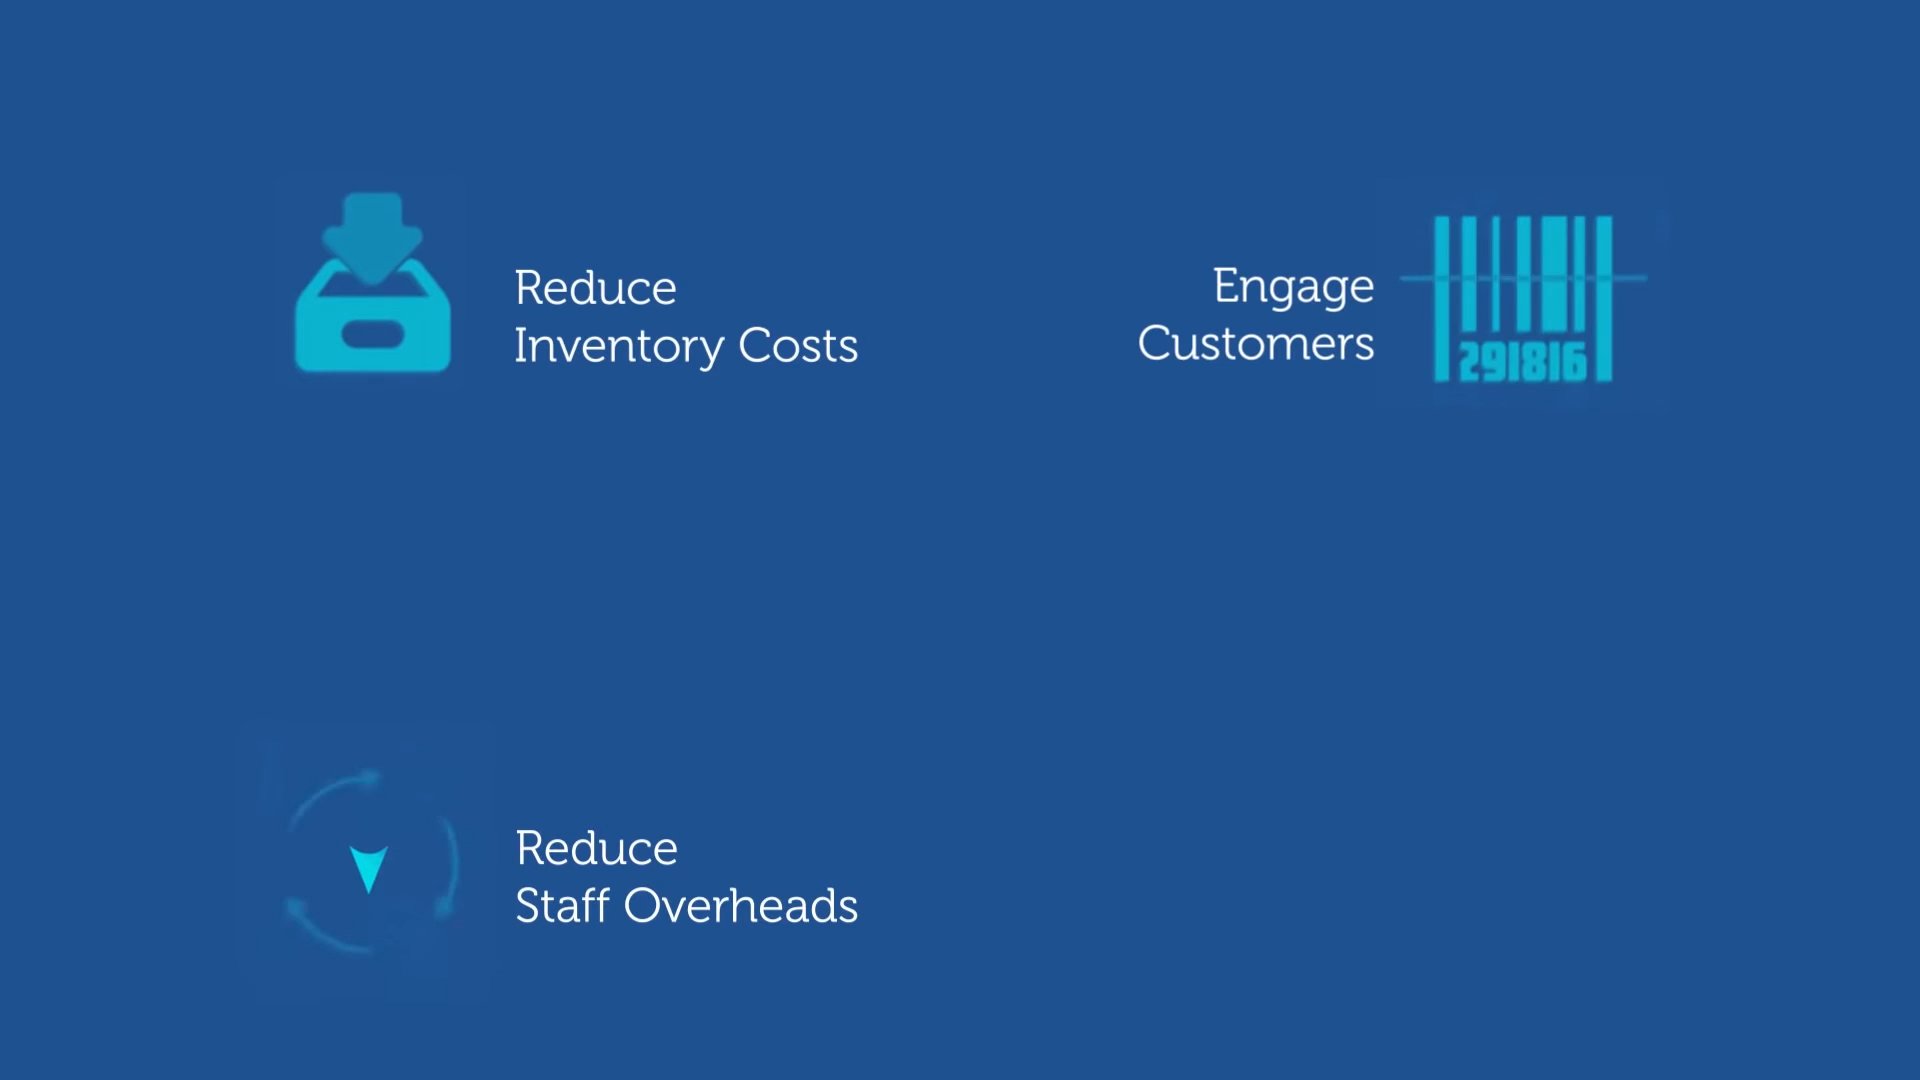 Reduce
Inventory Costs
Engage
Customers
291816
Reduce
Staff Overheads